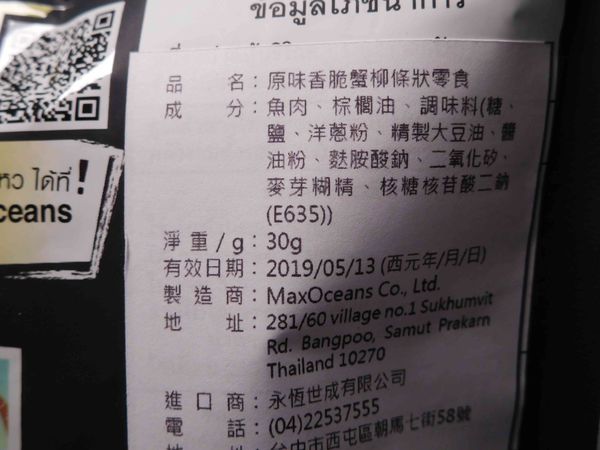 ข้อมูลโภชนาการ
ไหว ได้ที่ !
ceans
品 名：原味香脆蟹柳條狀零食
成 分：魚肉、棕櫚油、調味料(糖、
鹽、洋蔥粉、精製大豆油、醬
油粉、麩胺酸鈉、二氧化矽、
麥芽糊精、核糖核苷酸二鈉
(E635))
淨 重/g：30g
有效日期：2019/05/13 (西元年/月/日)
製 造 商：MaxOceans Co., Ltd.
地 址：281/60 village no.1 Sukhumvit
Rd. Bangpoo, Samut Prakarn
Thailand 10270
進 口 商：永恆世成有限公司
電 話：(04)22537555
地 址：台中市西屯區朝馬七街58號